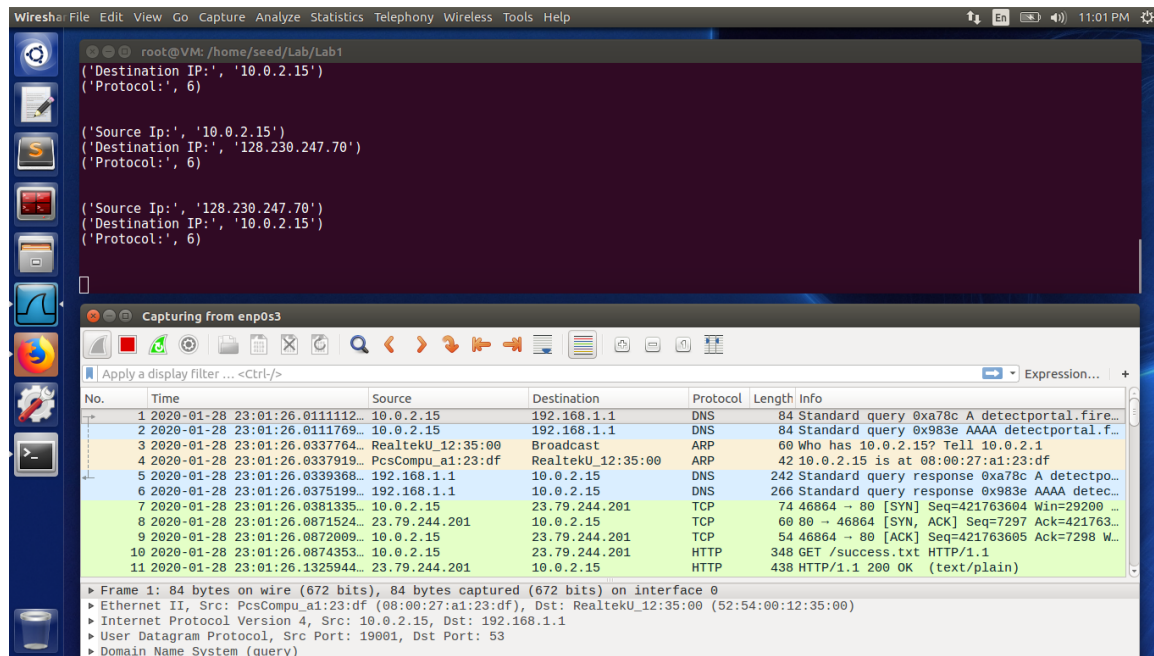 Wireshar File Edit View Go Capture Analyze Statistics Telephony Wireless Tools Help En 11:01 PM
root@VM: /home/seed/Lab/Lab1
('Destination IP:', '10.0.2.15')
('Protocol:', 6)
('Source Ip:', '10.0.2.15')
('Destination IP:', '128.230.247.70')
('Protocol:', 6)
('Source Ip:', '128.230.247.70')
('Destination IP:', '10.0.2.15')
('Protocol:', 6)
Capturing from enp0s3
Apply a display filter … <Ctrl-/> Expression… +
No. Time Source Destination Protocol Length Info
1 2020-01-28 23:01:26.0111112… 10.0.2.15 192.168.1.1 DNS 84 Standard query 0xa78c A detectportal.fire…
2 2020-01-28 23:01:26.0111769… 10.0.2.15 192.168.1.1 DNS 84 Standard query 0x983e AAAA detectportal.f…
3 2020-01-28 23:01:26.0337764… RealtekU_12:35:00 Broadcast ARP 60 Who has 10.0.2.15? Tell 10.0.2.1
4 2020-01-28 23:01:26.0337919… PcsCompu_a1:23:df RealtekU_12:35:00 ARP 42 10.0.2.15 is at 08:00:27:a1:23:df
5 2020-01-28 23:01:26.0339368… 192.168.1.1 10.0.2.15 DNS 242 Standard query response 0xa78c A detectpo…
6 2020-01-28 23:01:26.0375199… 192.168.1.1 10.0.2.15 DNS 266 Standard query response 0x983e AAAA detec…
7 2020-01-28 23:01:26.0381335… 10.0.2.15 23.79.244.201 TCP 74 46864 → 80 [SYN] Seq=421763604 Win=29200 …
8 2020-01-28 23:01:26.0871524… 23.79.244.201 10.0.2.15 TCP 60 80 → 46864 [SYN, ACK] Seq=7297 Ack=421763…
9 2020-01-28 23:01:26.0872009… 10.0.2.15 23.79.244.201 TCP 54 46864 → 80 [ACK] Seq=421763605 Ack=7298 W…
10 2020-01-28 23:01:26.0874353… 10.0.2.15 23.79.244.201 HTTP 348 GET /success.txt HTTP/1.1
11 2020-01-28 23:01:26.1325944… 23.79.244.201 10.0.2.15 HTTP 438 HTTP/1.1 200 OK (text/plain)
Frame 1: 84 bytes on wire (672 bits), 84 bytes captured (672 bits) on interface 0
Ethernet II, Src: PcsCompu_a1:23:df (08:00:27:a1:23:df), Dst: RealtekU_12:35:00 (52:54:00:12:35:00)
Internet Protocol Version 4, Src: 10.0.2.15, Dst: 192.168.1.1
User Datagram Protocol, Src Port: 19001, Dst Port: 53
Domain Name System (query)